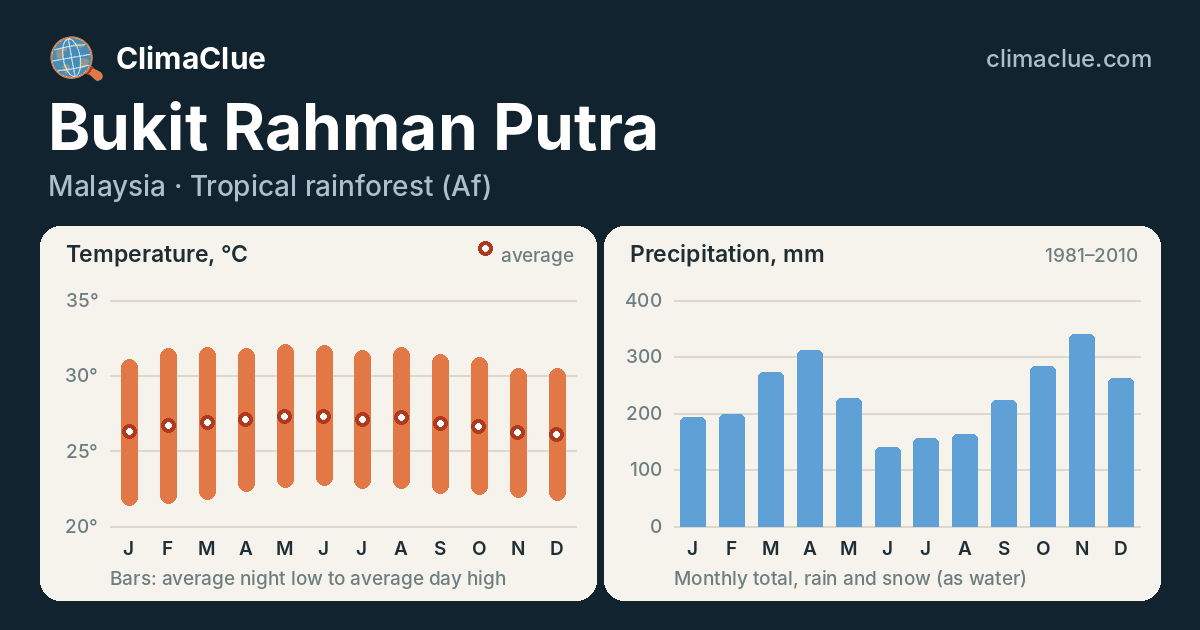 ClimaClue
climaclue.com
Bukit Rahman Putra
Malaysia · Tropical rainforest (Af)
Temperature, °C
average
35°
30°
25°
20°
J F M A M J J A S O N D
Bars: average night low to average day high
Precipitation, mm
1981–2010
400
300
200
100
0
J F M A M J J A S O N D
Monthly total, rain and snow (as water)